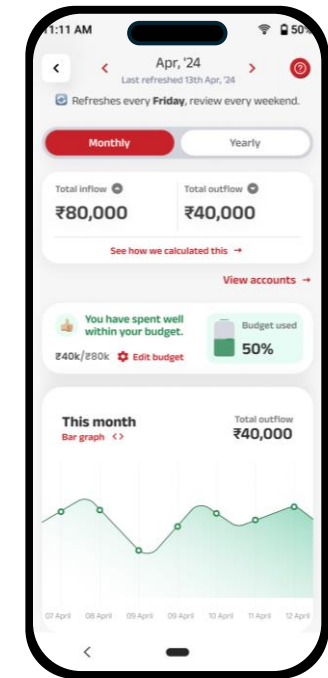 11:11 AM 50%
Apr, '24
Last refreshed 13th Apr, '24
Refreshes every Friday, review every weekend.
Monthly Yearly
Total inflow Total outflow
₹80,000 ₹40,000
See how we calculated this →
View accounts →
You have spent well
within your budget.
₹40k/₹80k Edit budget
Budget used
50%
This month
Bar graph <>
Total outflow
₹40,000
07 April 08 April 09 April 09 April 10 April 11 April 12 April